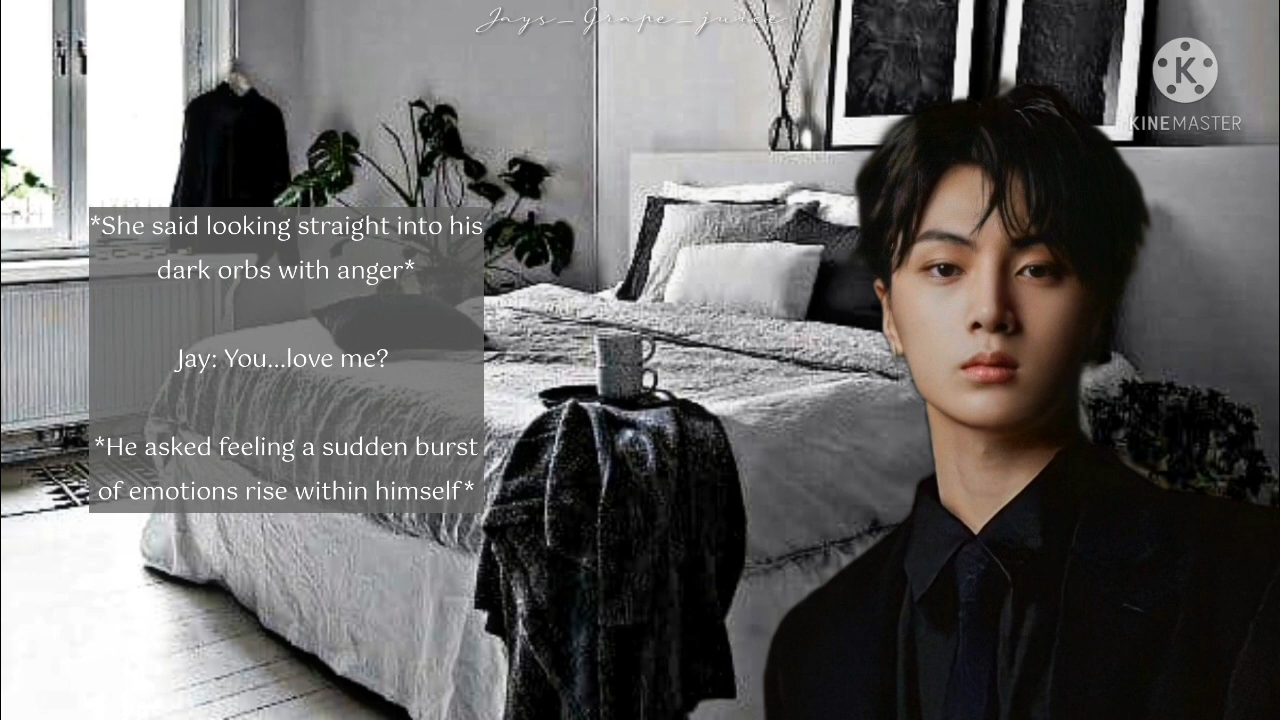 Jays_Grape_juice
KINEMASTER
*She said looking straight into his
dark orbs with anger*
Jay: You...love me?
*He asked feeling a sudden burst
of emotions rise within himself*